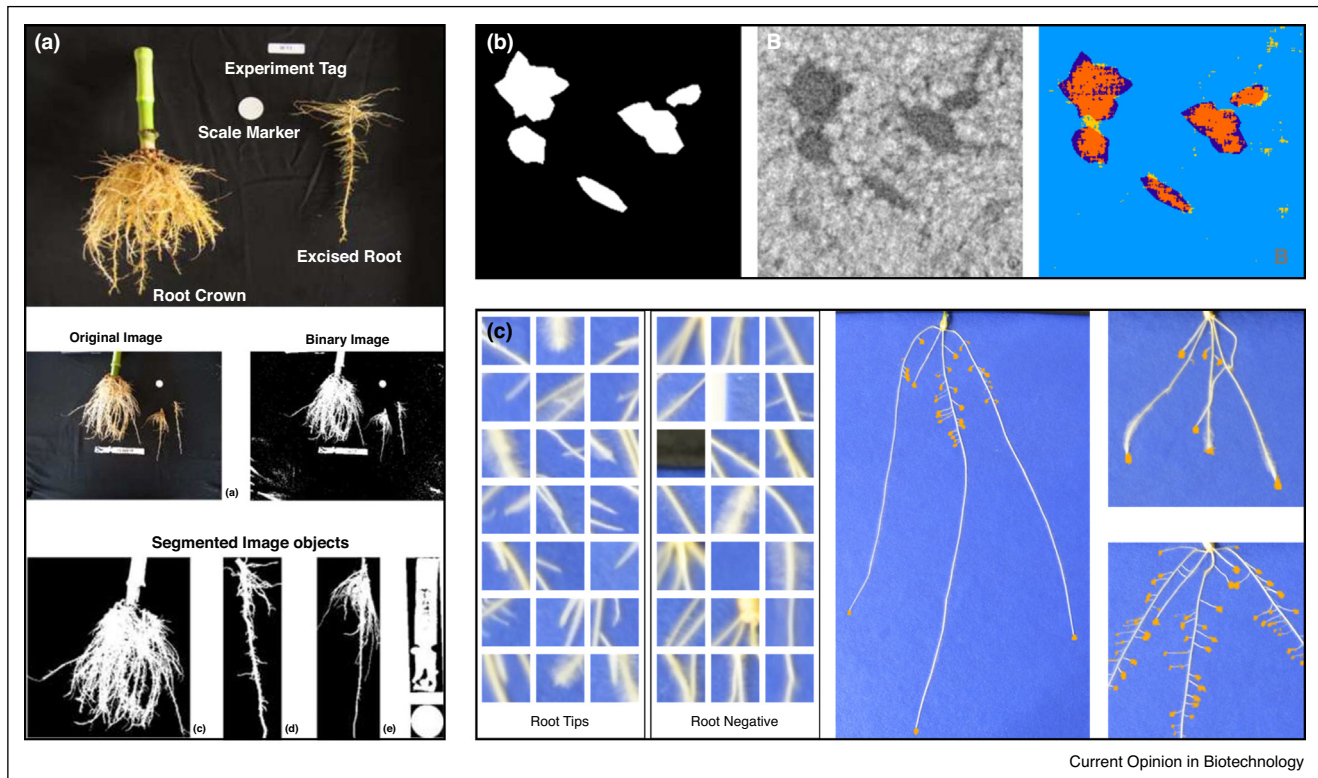 (a)
Experiment Tag
Scale Marker
Excised Root
Root Crown
Original Image
Binary Image
(a)
Segmented Image objects
(c)
(d)
(e)
(b)
B
B
(c)
Root Tips
Root Negative
Current Opinion in Biotechnology